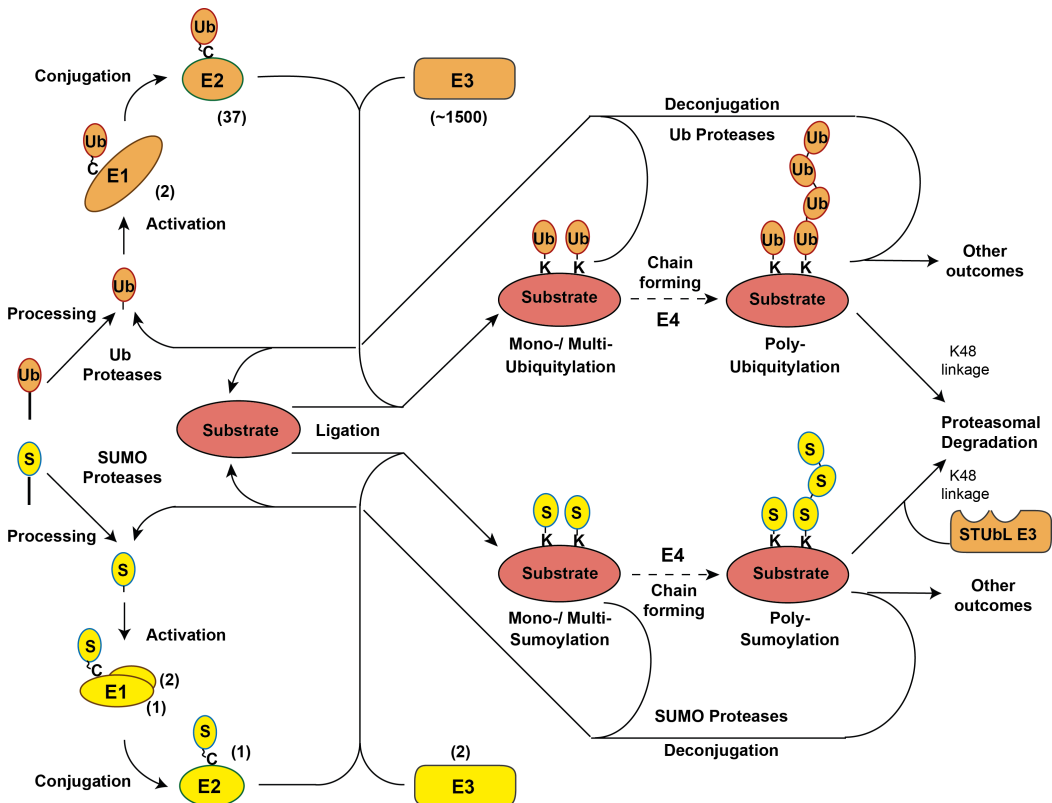 Ub
C
Conjugation
E2
(37)
E3
(~1500)
Ub
C
E1
(2)
Activation
Ub
Processing
Ub
Proteases
Ub
Deconjugation
Ub Proteases
Ub
Ub
K
K
Substrate
Mono-/ Multi-
Ubiquitylation
Chain
forming
E4
Ub
Ub
Ub
Ub
Ub
K
K
Substrate
Poly-
Ubiquitylation
Other
outcomes
K48
linkage
Proteasomal
Degradation
K48
linkage
STUbL E3
Substrate
Ligation
S
SUMO
Proteases
Processing
S
Activation
S
C
E1
(2)
(1)
Conjugation
S
C
(1)
E2
(2)
E3
S
S
K
K
Substrate
Mono-/ Multi-
Sumoylation
E4
Chain
forming
S
S
S
S
K
K
Substrate
Poly-
Sumoylation
Other
outcomes
SUMO Proteases
Deconjugation